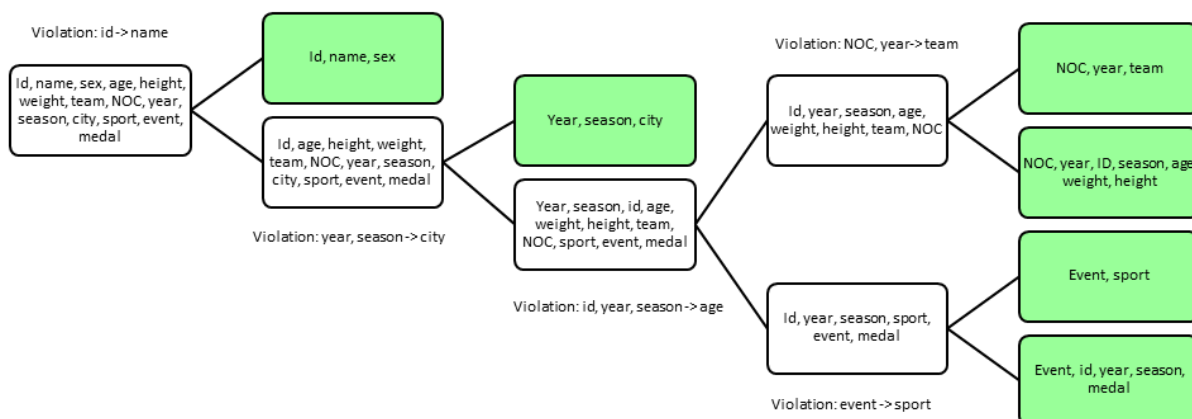 Violation: id->name
Id, name, sex, age, height,
weight, team, NOC, year,
season, city, sport, event,
medal
Id, name, sex
Id, age, height, weight,
team, NOC, year, season,
city, sport, event, medal
Violation: year, season->city
Year, season, city
Year, season, id, age,
weight, height, team,
NOC, sport, event, medal
Violation: id, year, season->age
Violation: NOC, year->team
Id, year, season, age,
weight, height, team, NOC
Id, year, season, sport,
event, medal
Violation: event->sport
NOC, year, team
NOC, year, ID, season, age
weight, height
Event, sport
Event, id, year, season,
medal